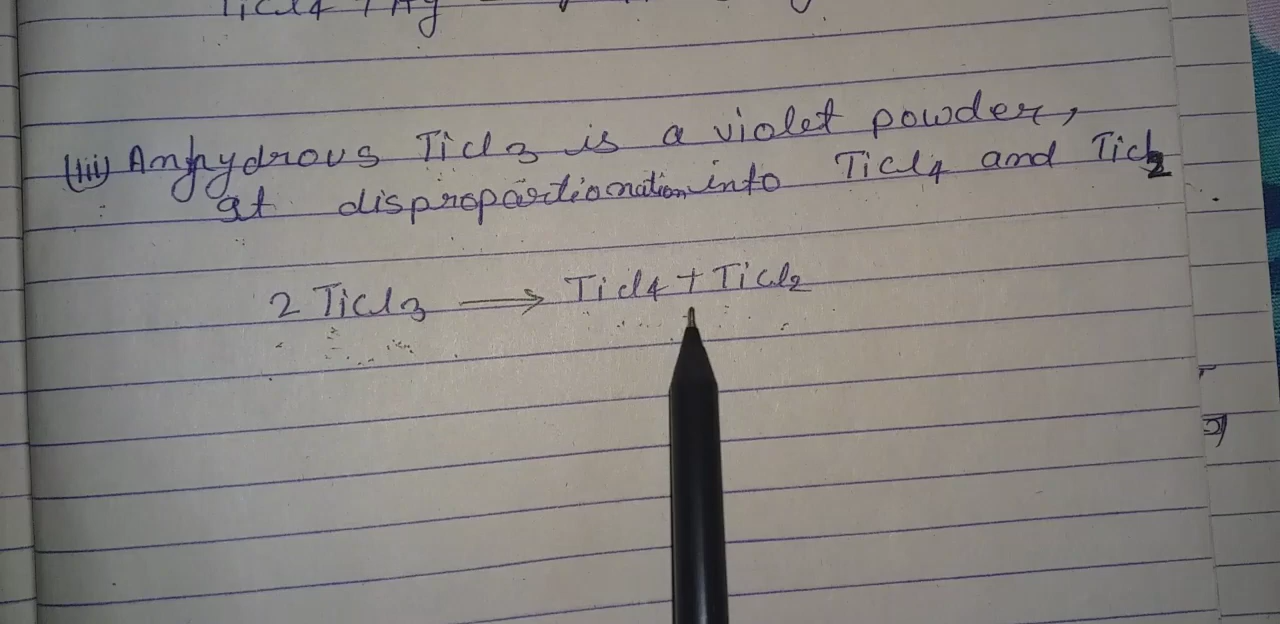 (iii) Anhydrous TiCl3 is a violet powder,
at disproportionation into TiCl4 and TiCl2
2 TiCl3 ⟶ TiCl4 + TiCl2